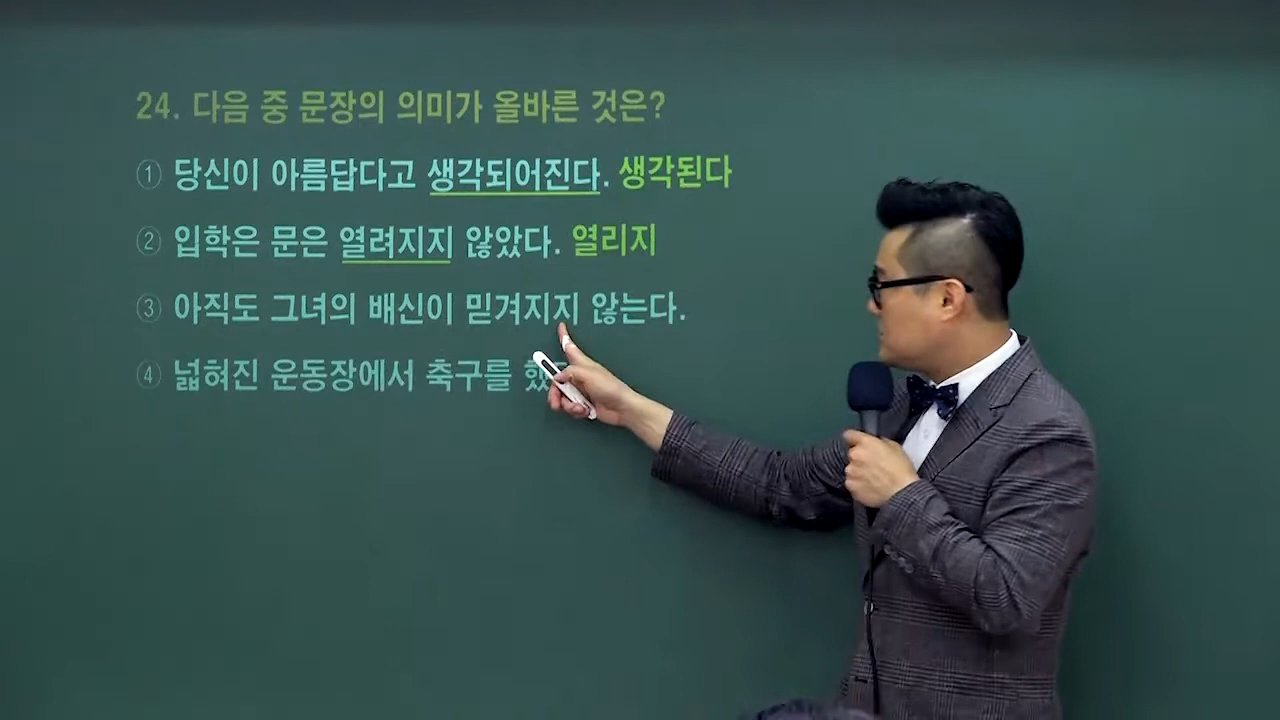 24. 다음 중 문장의 의미가 올바른 것은?
① 당신이 아름답다고 생각되어진다. 생각된다
② 입학은 문은 열려지지 않았다. 열리지
③ 아직도 그녀의 배신이 믿겨지지 않는다.
④ 넓혀진 운동장에서 축구를